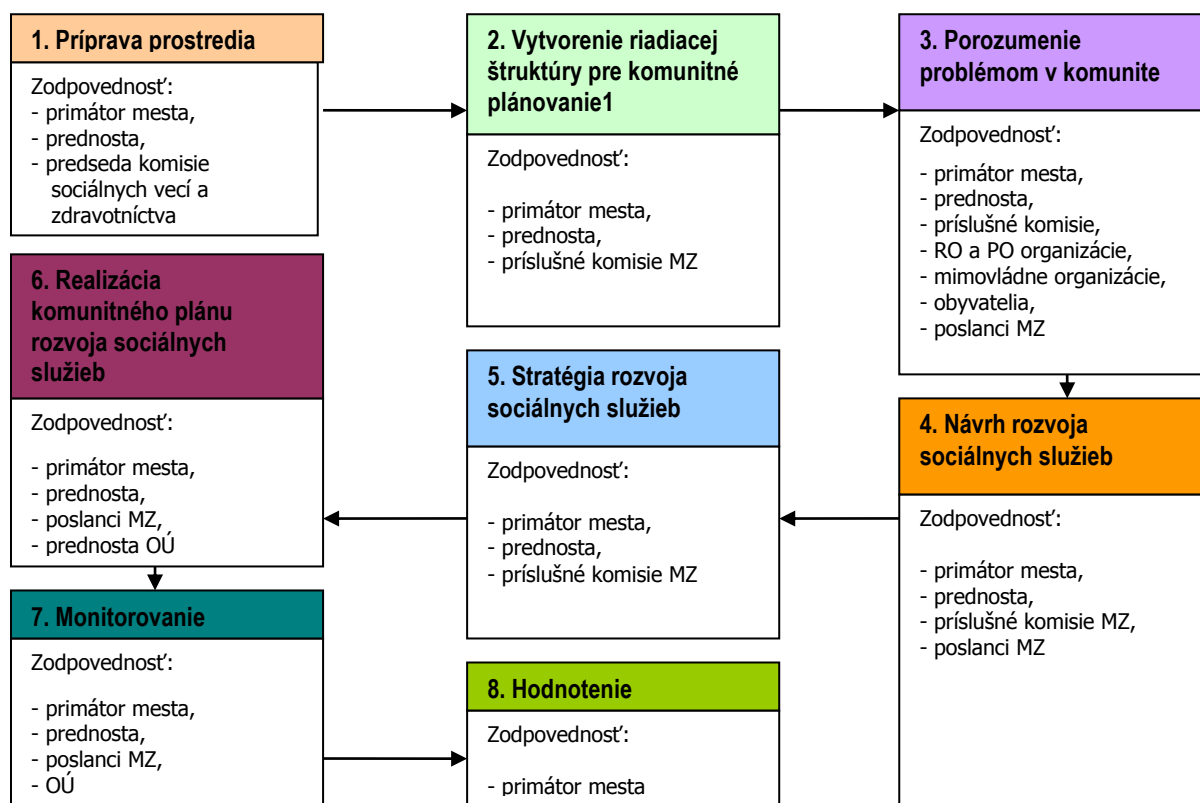 1. Príprava prostredia
Zodpovednosť:
- primátor mesta,
- prednosta,
- predseda komisie
sociálnych vecí a
zdravotníctva
2. Vytvorenie riadiacej
štruktúry pre komunitné
plánovanie1
Zodpovednosť:
- primátor mesta,
- prednosta,
- príslušné komisie MZ
3. Porozumenie
problémom v komunite
Zodpovednosť:
- primátor mesta,
- prednosta,
- príslušné komisie,
- RO a PO organizácie,
- mimovládne organizácie,
- obyvatelia,
- poslanci MZ
4. Návrh rozvoja
sociálnych služieb
Zodpovednosť:
- primátor mesta,
- prednosta,
- príslušné komisie MZ,
- poslanci MZ
5. Stratégia rozvoja
sociálnych služieb
Zodpovednosť:
- primátor mesta,
- prednosta,
- príslušné komisie MZ
6. Realizácia
komunitného plánu
rozvoja sociálnych
služieb
Zodpovednosť:
- primátor mesta,
- prednosta,
- poslanci MZ,
- prednosta OÚ
7. Monitorovanie
Zodpovednosť:
- primátor mesta,
- prednosta,
- poslanci MZ,
- OÚ
8. Hodnotenie
Zodpovednosť:
- primátor mesta